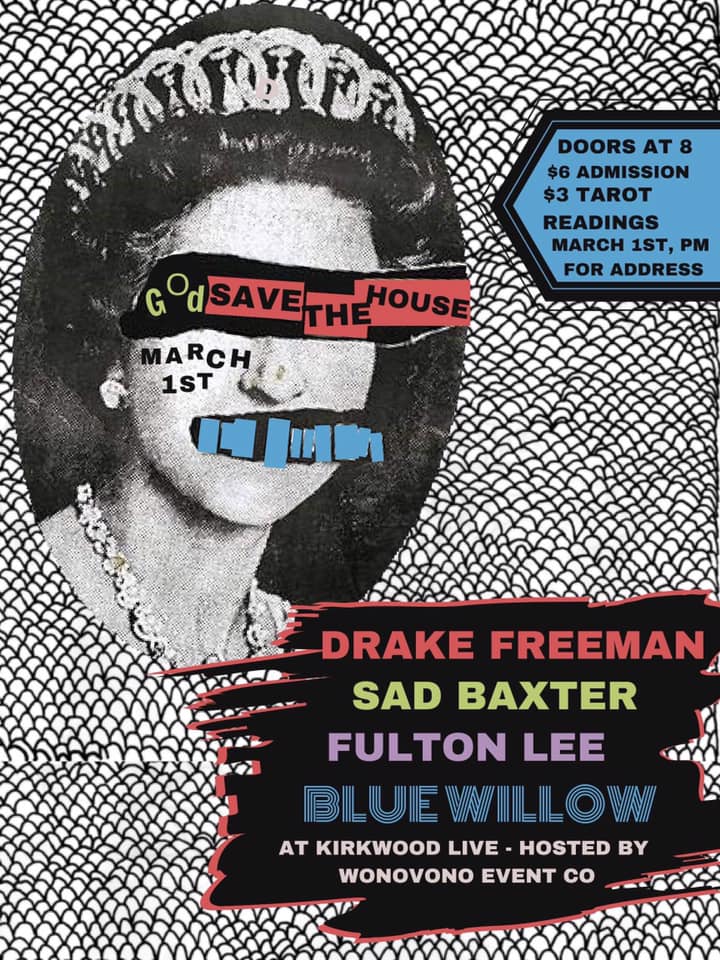 DOORS AT 8
$6 ADMISSION
$3 TAROT
READINGS
MARCH 1ST, PM
FOR ADDRESS
GOd SAVE THE HOUSE
MARCH
1sT
DRAKE FREEMAN
SAD BAXTER
FULTON LEE
BLUE WILLOW
AT KIRKWOOD LIVE - HOSTED BY
WONOVONO EVENT CO